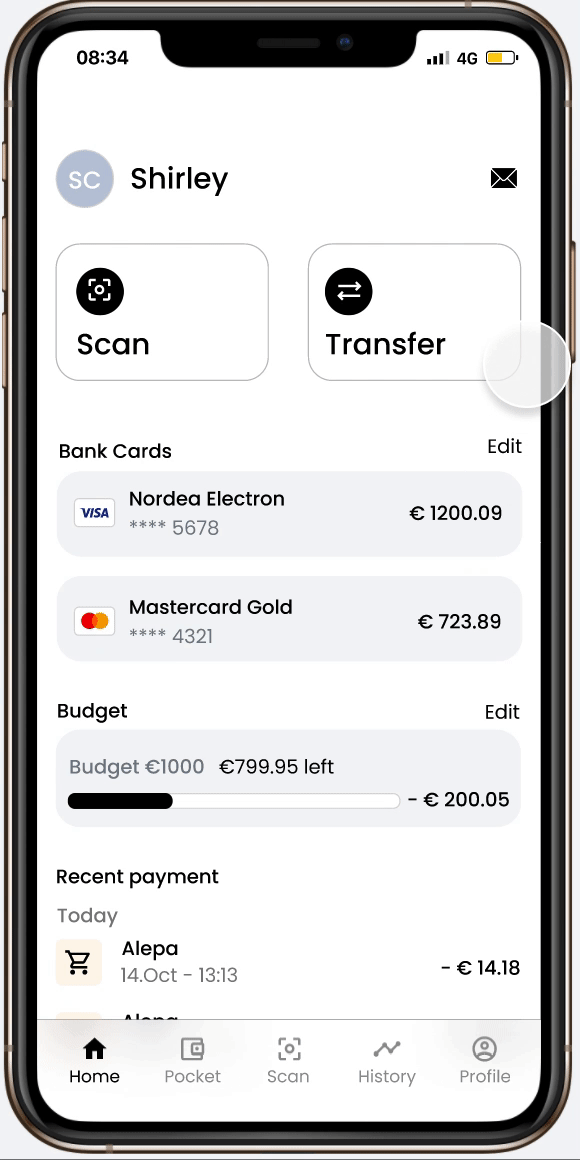 08:34 4G
SC Shirley
Scan Transfer
Bank Cards Edit
VISA Nordea Electron € 1200.09
**** 5678
Mastercard Gold € 723.89
**** 4321
Budget Edit
Budget €1000 €799.95 left
- € 200.05
Recent payment
Today
Alepa
14.Oct - 13:13 - € 14.18
Home Pocket Scan History Profile